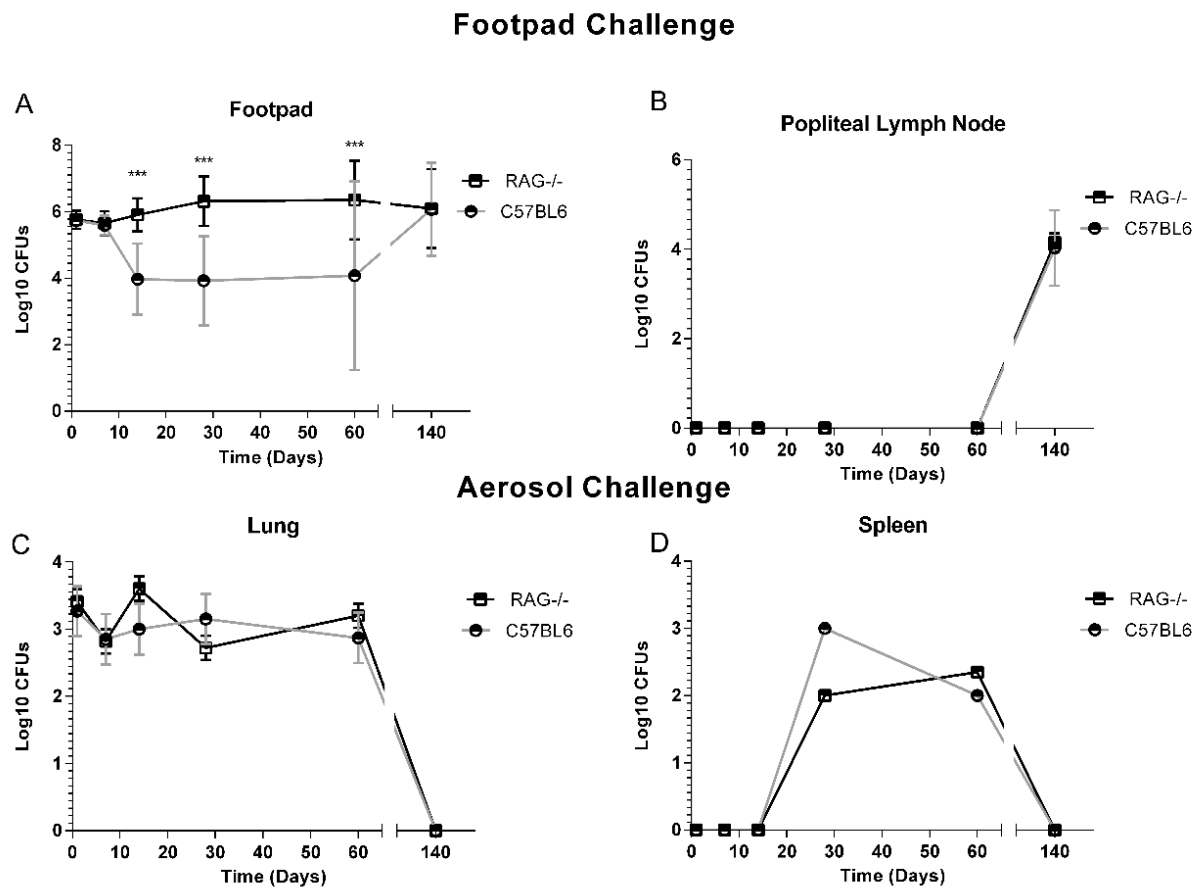 Footpad Challenge
A
Footpad
***
***
***
8
6
4
2
0
Log10 CFUs
0 10 20 30 40 50 60 140
Time (Days)
RAG-/-
C57BL6
B
Popliteal Lymph Node
6
4
2
0
Log10 CFUs
0 10 20 30 40 50 60 140
Time (Days)
RAG-/-
C57BL6
Aerosol Challenge
C
Lung
4
3
2
1
0
Log10 CFUs
0 10 20 30 40 50 60 140
Time (Days)
RAG-/-
C57BL6
D
Spleen
4
3
2
1
0
Log10 CFUs
0 10 20 30 40 50 60 140
Time (Days)
RAG-/-
C57BL6